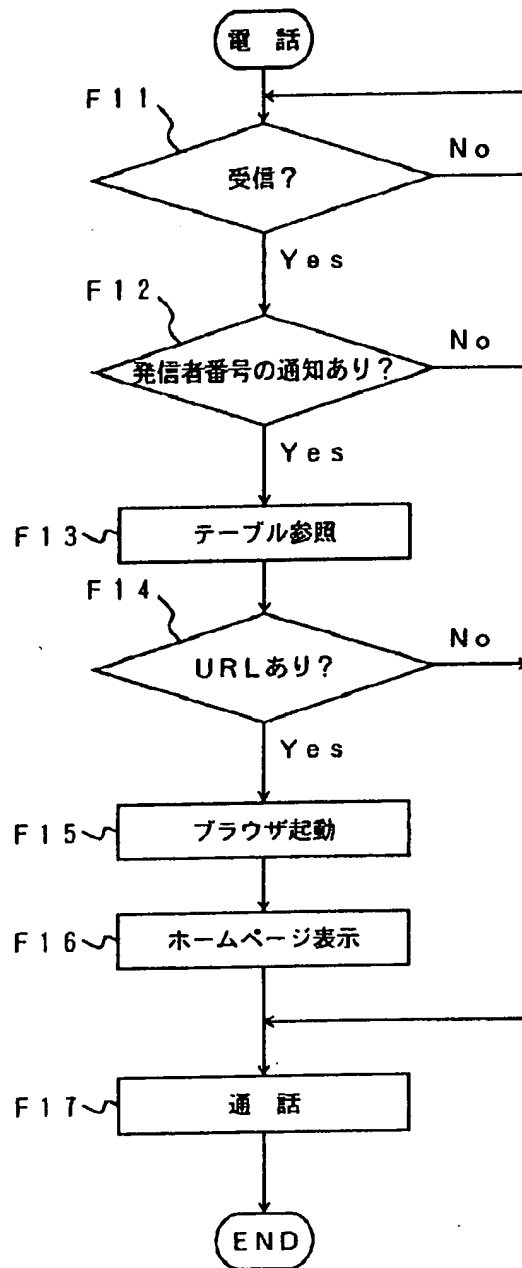 電 話
F11
受信?
No
Yes
F12
発信者番号の通知あり?
No
Yes
F13
テーブル参照
F14
URLあり?
No
Yes
F15
ブラウザ起動
F16
ホームページ表示
F17
通 話
END